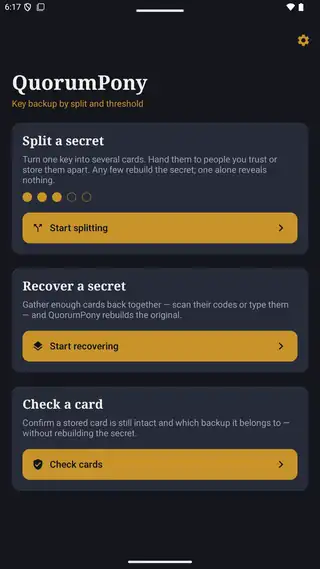 6:17
QuorumPony
Key backup by split and threshold
Split a secret
Turn one key into several cards. Hand them to people you trust or
store them apart. Any few rebuild the secret; one alone reveals
nothing.
Start splitting
Recover a secret
Gather enough cards back together — scan their codes or type them
— and QuorumPony rebuilds the original.
Start recovering
Check a card
Confirm a stored card is still intact and which backup it belongs to —
without rebuilding the secret.
Check cards